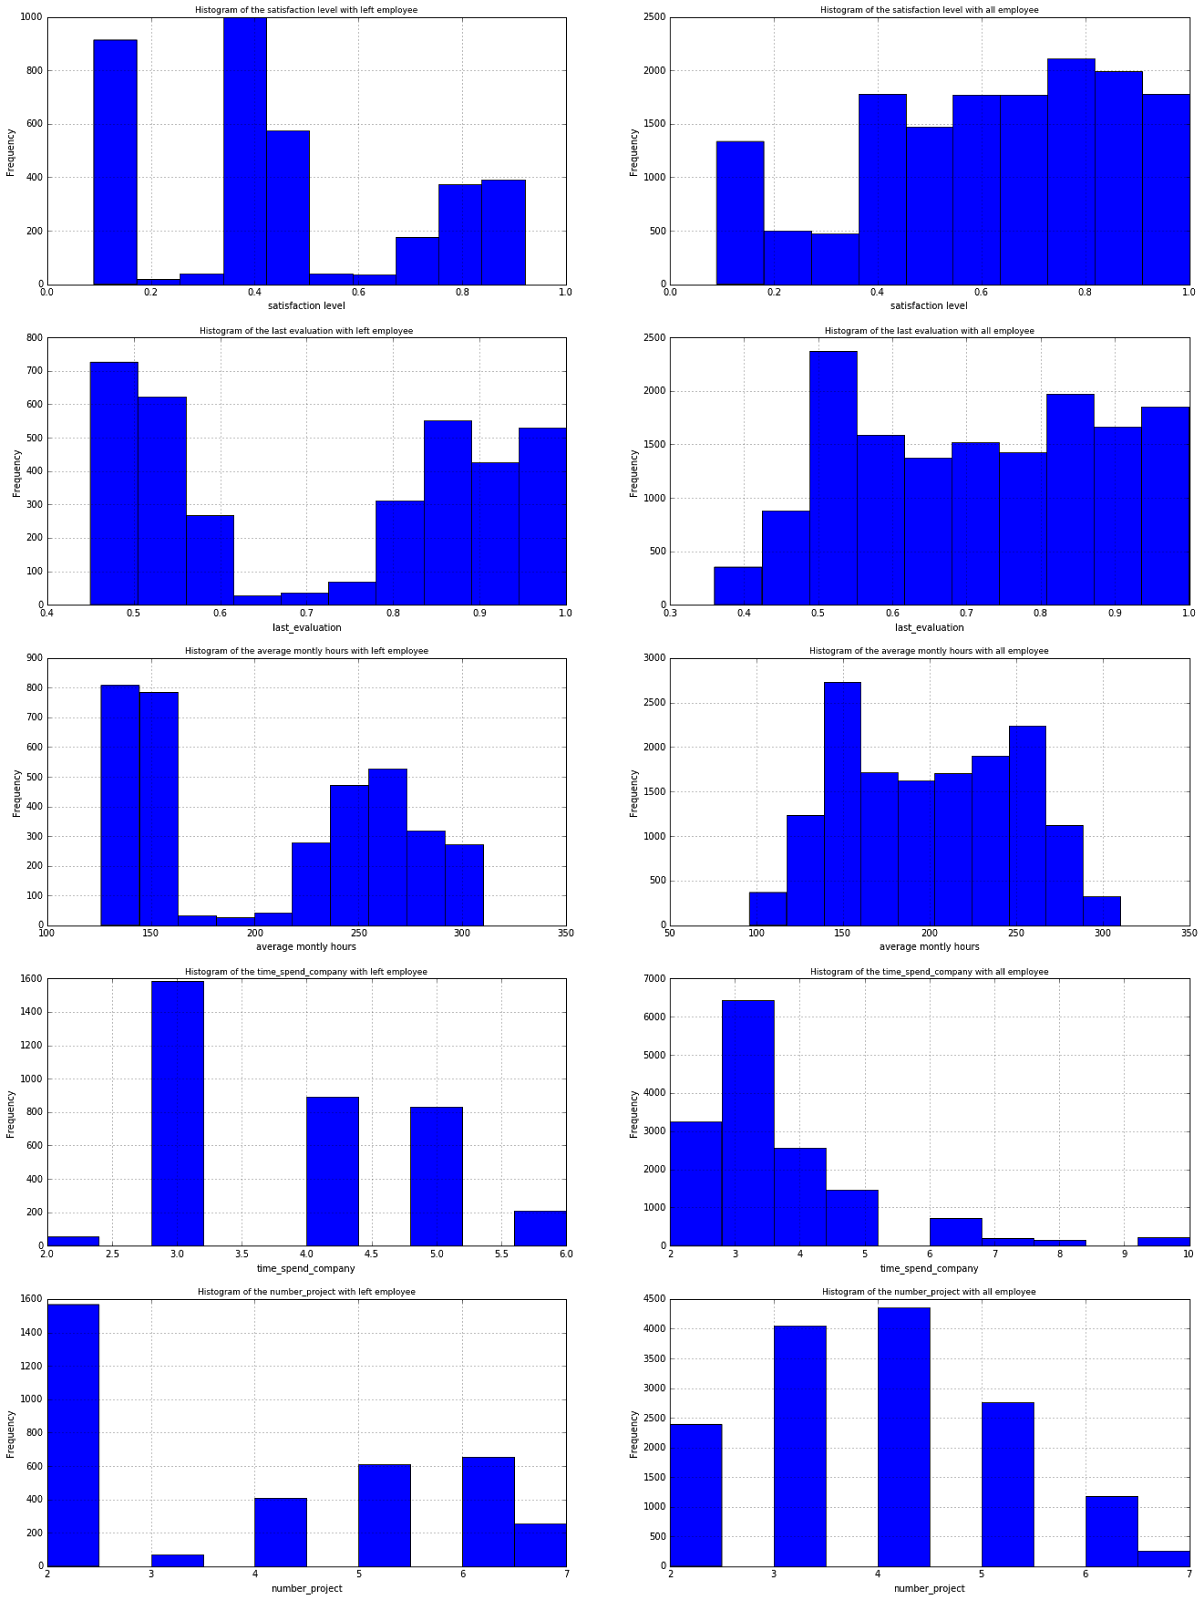 Histogram of the satisfaction level with left employee
1000
800
600
400
200
0
Frequency
0.0 0.2 0.4 0.6 0.8 1.0
satisfaction level
Histogram of the satisfaction level with all employee
2500
2000
1500
1000
500
0
Frequency
0.0 0.2 0.4 0.6 0.8 1.0
satisfaction level
Histogram of the last evaluation with left employee
800
700
600
500
400
300
200
100
0
Frequency
0.4 0.5 0.6 0.7 0.8 0.9 1.0
last_evaluation
Histogram of the last evaluation with all employee
2500
2000
1500
1000
500
0
Frequency
0.3 0.4 0.5 0.6 0.7 0.8 0.9 1.0
last_evaluation
Histogram of the average montly hours with left employee
900
800
700
600
500
400
300
200
100
0
Frequency
100 150 200 250 300 350
average montly hours
Histogram of the average montly hours with all employee
3000
2500
2000
1500
1000
500
0
Frequency
50 100 150 200 250 300 350
average montly hours
Histogram of the time_spend_company with left employee
1600
1400
1200
1000
800
600
400
200
0
Frequency
2.0 2.5 3.0 3.5 4.0 4.5 5.0 5.5 6.0
time_spend_company
Histogram of the time_spend_company with all employee
7000
6000
5000
4000
3000
2000
1000
0
Frequency
2 3 4 5 6 7 8 9 10
time_spend_company
Histogram of the number_project with left employee
1600
1400
1200
1000
800
600
400
200
0
Frequency
2 3 4 5 6 7
number_project
Histogram of the number_project with all employee
4500
4000
3500
3000
2500
2000
1500
1000
500
0
Frequency
2 3 4 5 6 7
number_project